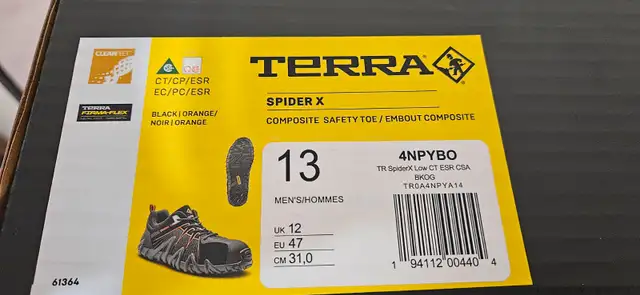 CLEANFEET
TERRA
FIRMA-FLEX
CT/CP/ESR
EC/PC/ESR
BLACK|ORANGE/
NOIR|ORANGE
TERRA
SPIDER X
COMPOSITE SAFETY TOE / EMBOUT COMPOSITE
13
MEN'S/HOMMES
UK 12
EU 47
CM 31,0
4NPYBO
TR SpiderX Low CT ESR CSA
BKOG
TR0A4NPYA14
1 94112 00440 4
61364